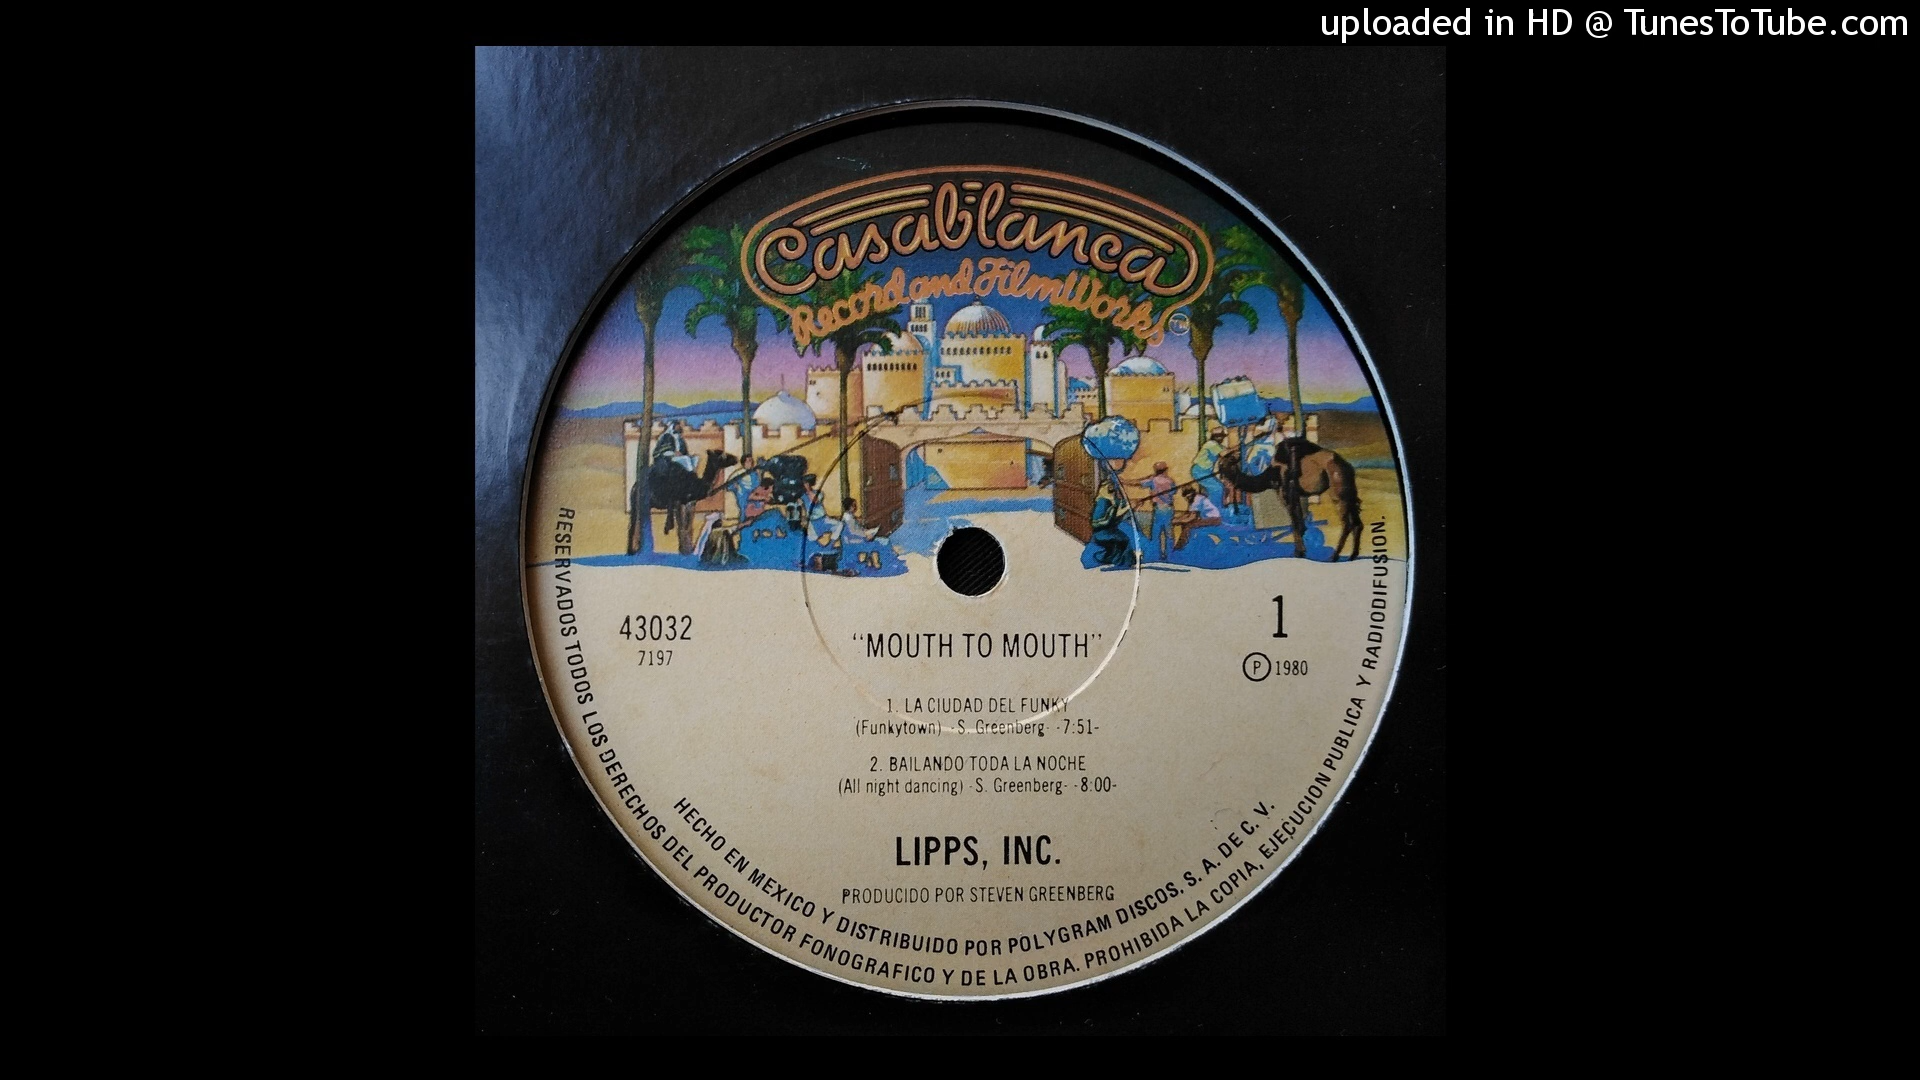 uploaded in HD @ TunesToTube.com
Casablanca
Record and FilmWorks
TM
43032
7197
1
Ⓟ 1980
"MOUTH TO MOUTH"
1. LA CIUDAD DEL FUNKY
(Funkytown) -S. Greenberg- -7:51-
2. BAILANDO TODA LA NOCHE
(All night dancing) -S. Greenberg- -8:00-
LIPPS, INC.
PRODUCIDO POR STEVEN GREENBERG
HECHO EN MEXICO Y DISTRIBUIDO POR POLYGRAM DISCOS. S. A. DE C. V.
RESERVADOS TODOS LOS DERECHOS DEL PRODUCTOR FONOGRAFICO Y DE LA OBRA. PROHIBIDA LA COPIA, EJECUCION PUBLICA Y RADIODIFUSION.